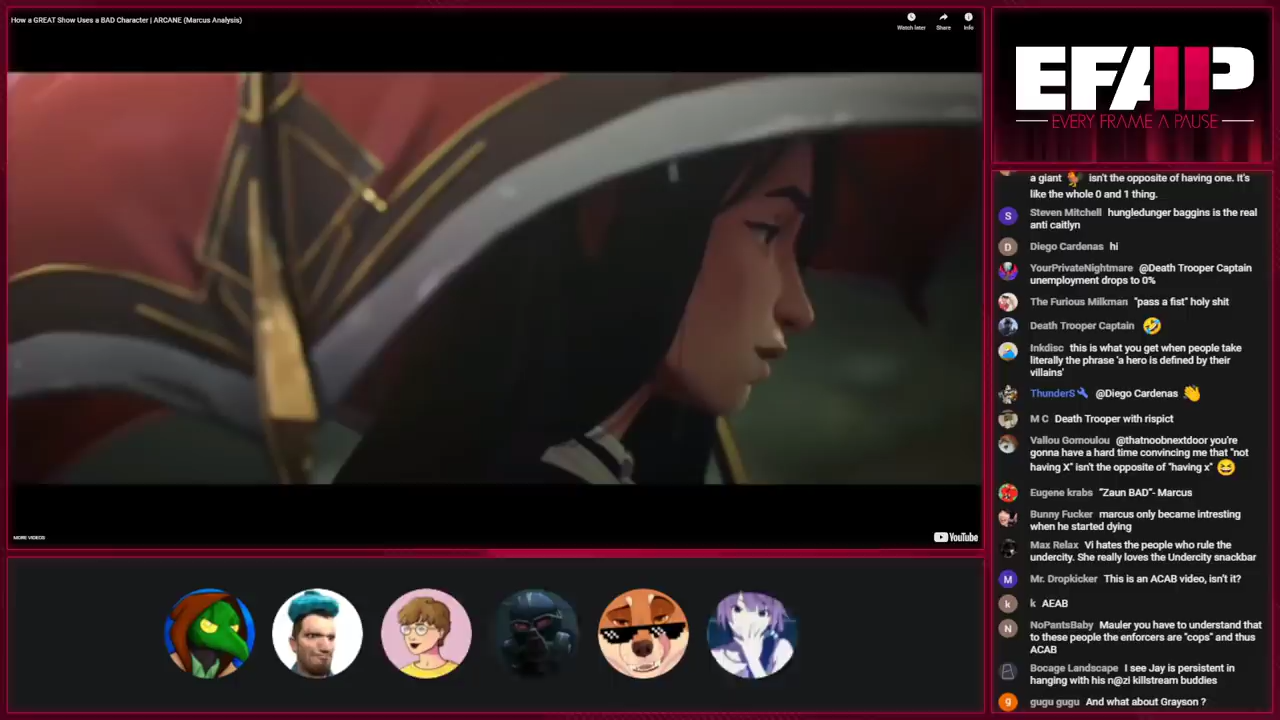 How a GREAT Show Uses a BAD Character | ARCANE (Marcus Analysis)
Watch later
Share
Info
MORE VIDEOS
YouTube
EFAP
EVERY FRAME A PAUSE
a giant 🐓 isn't the opposite of having one. It's
like the whole 0 and 1 thing.
S
Steven Mitchell hungledunger baggins is the real
anti caitlyn
D
Diego Cardenas hi
YourPrivateNightmare @Death Trooper Captain
unemployment drops to 0%
The Furious Milkman "pass a fist" holy shit
Death Trooper Captain 🤣
Inkdisc this is what you get when people take
literally the phrase 'a hero is defined by their
villains'
ThunderS🔧 @Diego Cardenas 👋
M C Death Trooper with rispict
Vallou Gornoulou @thatnoobnextdoor you're
gonna have a hard time convincing me that "not
having X" isn't the opposite of "having x" 😆
Eugene krabs "Zaun BAD"- Marcus
Bunny Fucker marcus only became intresting
when he started dying
Max Relax Vi hates the people who rule the
undercity. She really loves the Undercity snackbar
M
Mr. Dropkicker This is an ACAB video, isn't it?
k
k AEAB
N
NoPantsBaby Mauler you have to understand that
to these people the enforcers are "cops" and thus
ACAB
Bocage Landscape I see Jay is persistent in
hanging with his n@zi killstream buddies
g
gugu gugu And what about Grayson ?